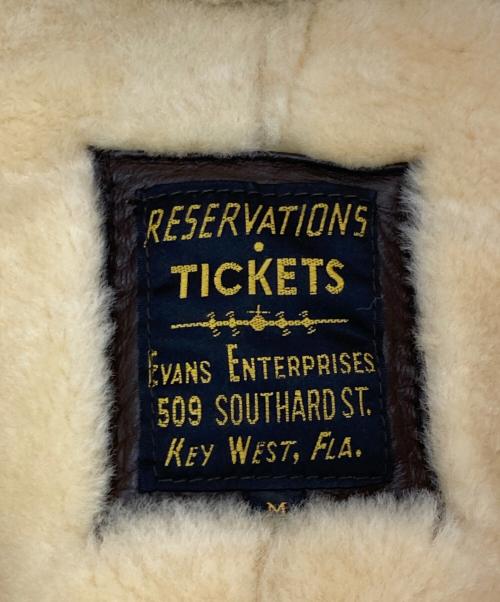 RESERVATIONS
•
TICKETS
EVANS ENTERPRISES
509 SOUTHARD ST.
KEY WEST, FLA.
M